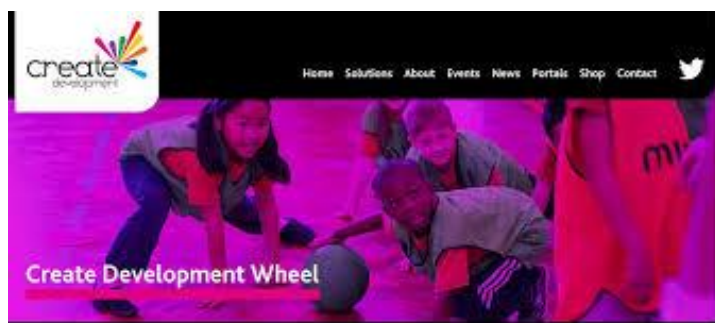 create
development
Home Solutions About Events News Portals Shop Contact
Create Development Wheel